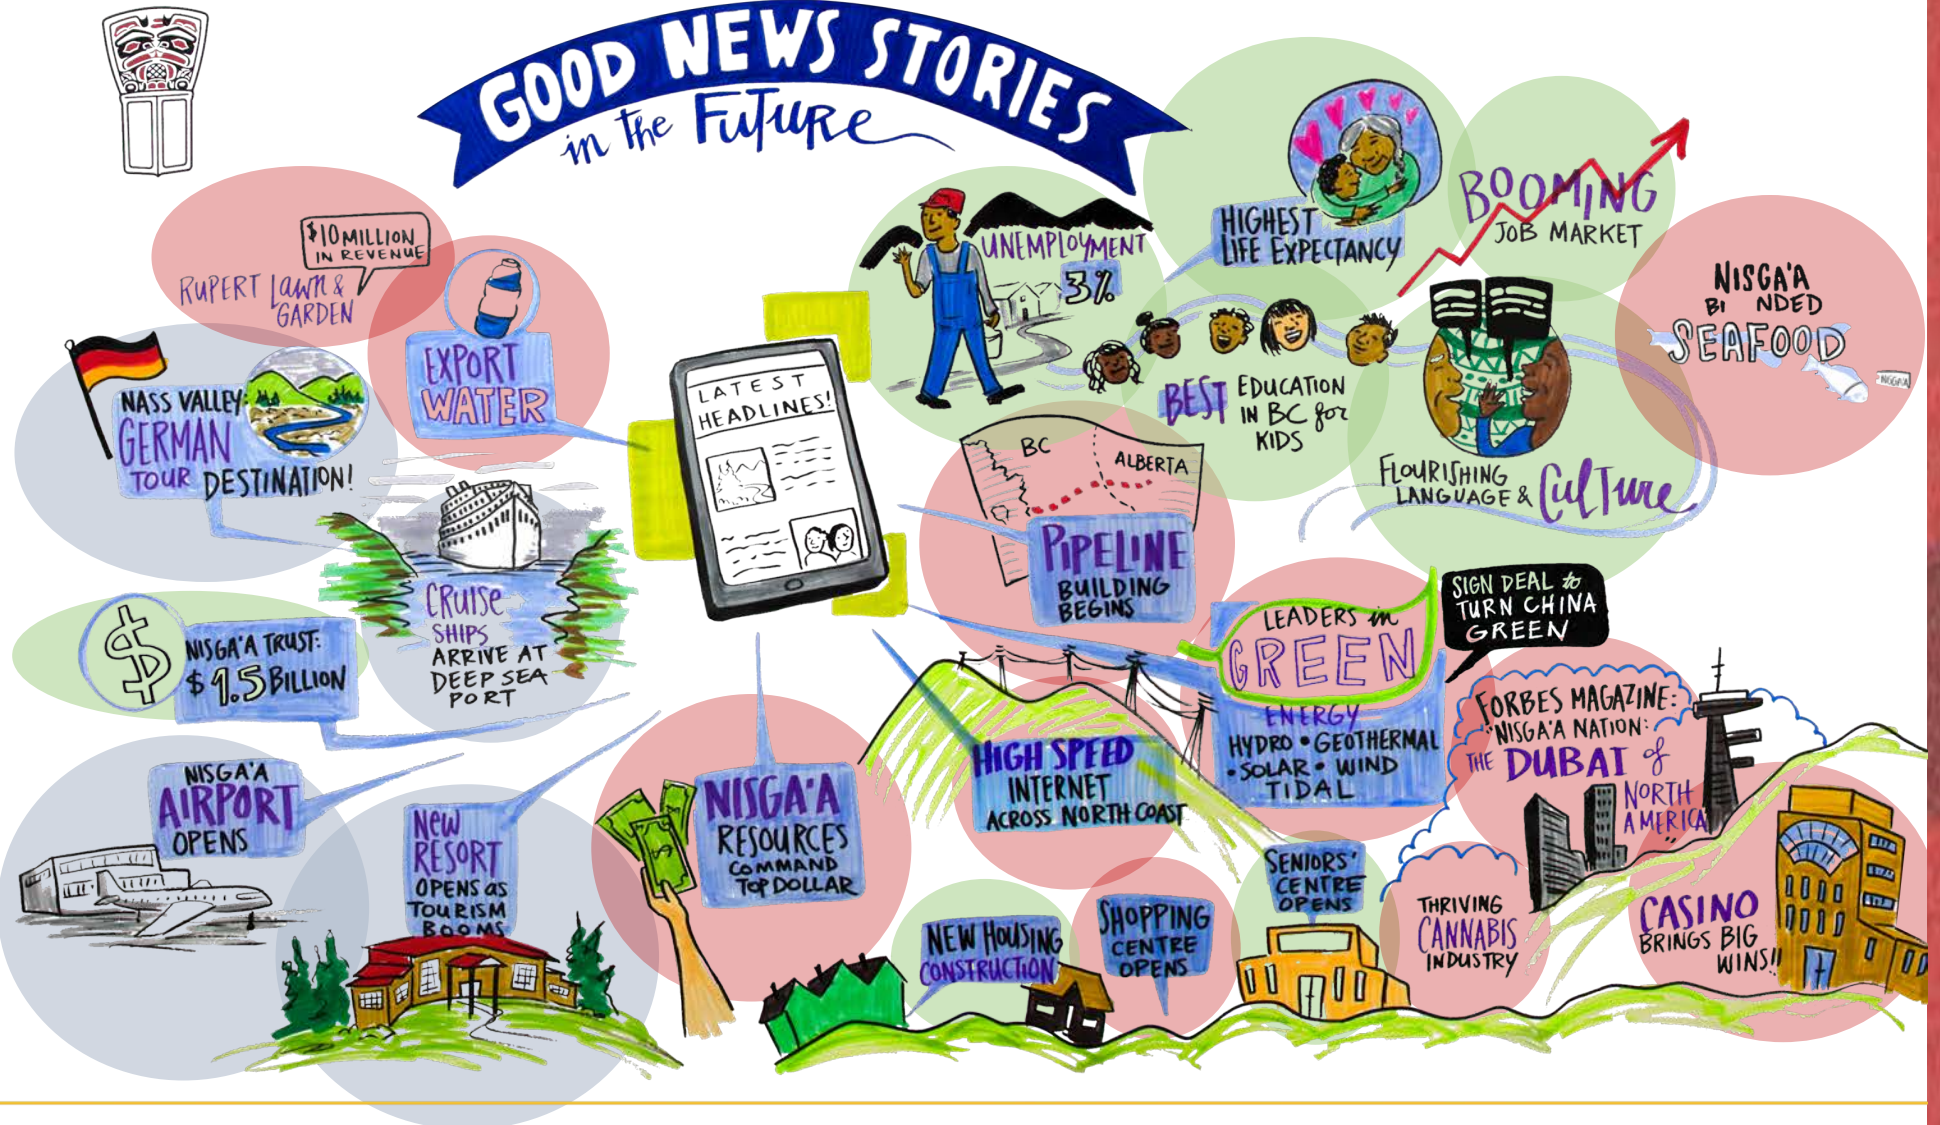 GOOD NEWS STORIES
in the FUTURE
$10 MILLION
IN REVENUE
RUPERT LAWN &
GARDEN
EXPORT
WATER
NASS VALLEY:
GERMAN
TOUR DESTINATION!
CRUISE
SHIPS
ARRIVE AT
DEEP SEA
PORT
NISGA'A TRUST:
$ 1.5 BILLION
NISGA'A
AIRPORT
OPENS
NEW
RESORT
OPENS as
TOURISM
BOOMS
LATEST
HEADLINES!
UNEMPLOYMENT
3%
HIGHEST
LIFE EXPECTANCY
BOOMING
JOB MARKET
BEST EDUCATION
IN BC for
KIDS
FLOURISHING
LANGUAGE & CULTURE
NISGA'A
BI NDED
SEAFOOD
NISGA'A
BC
ALBERTA
PIPELINE
BUILDING
BEGINS
LEADERS in
GREEN
ENERGY
HYDRO • GEOTHERMAL
• SOLAR • WIND
TIDAL
SIGN DEAL to
TURN CHINA
GREEN
HIGH SPEED
INTERNET
ACROSS NORTH COAST
NISGA'A
RESOURCES
COMMAND
TOP DOLLAR
FORBES MAGAZINE:
"NISGA'A NATION:
THE DUBAI of
NORTH
AMERICA"
NEW HOUSING
CONSTRUCTION
SHOPPING
CENTRE
OPENS
SENIORS'
CENTRE
OPENS
THRIVING
CANNABIS
INDUSTRY
CASINO
BRINGS BIG
WINS!!